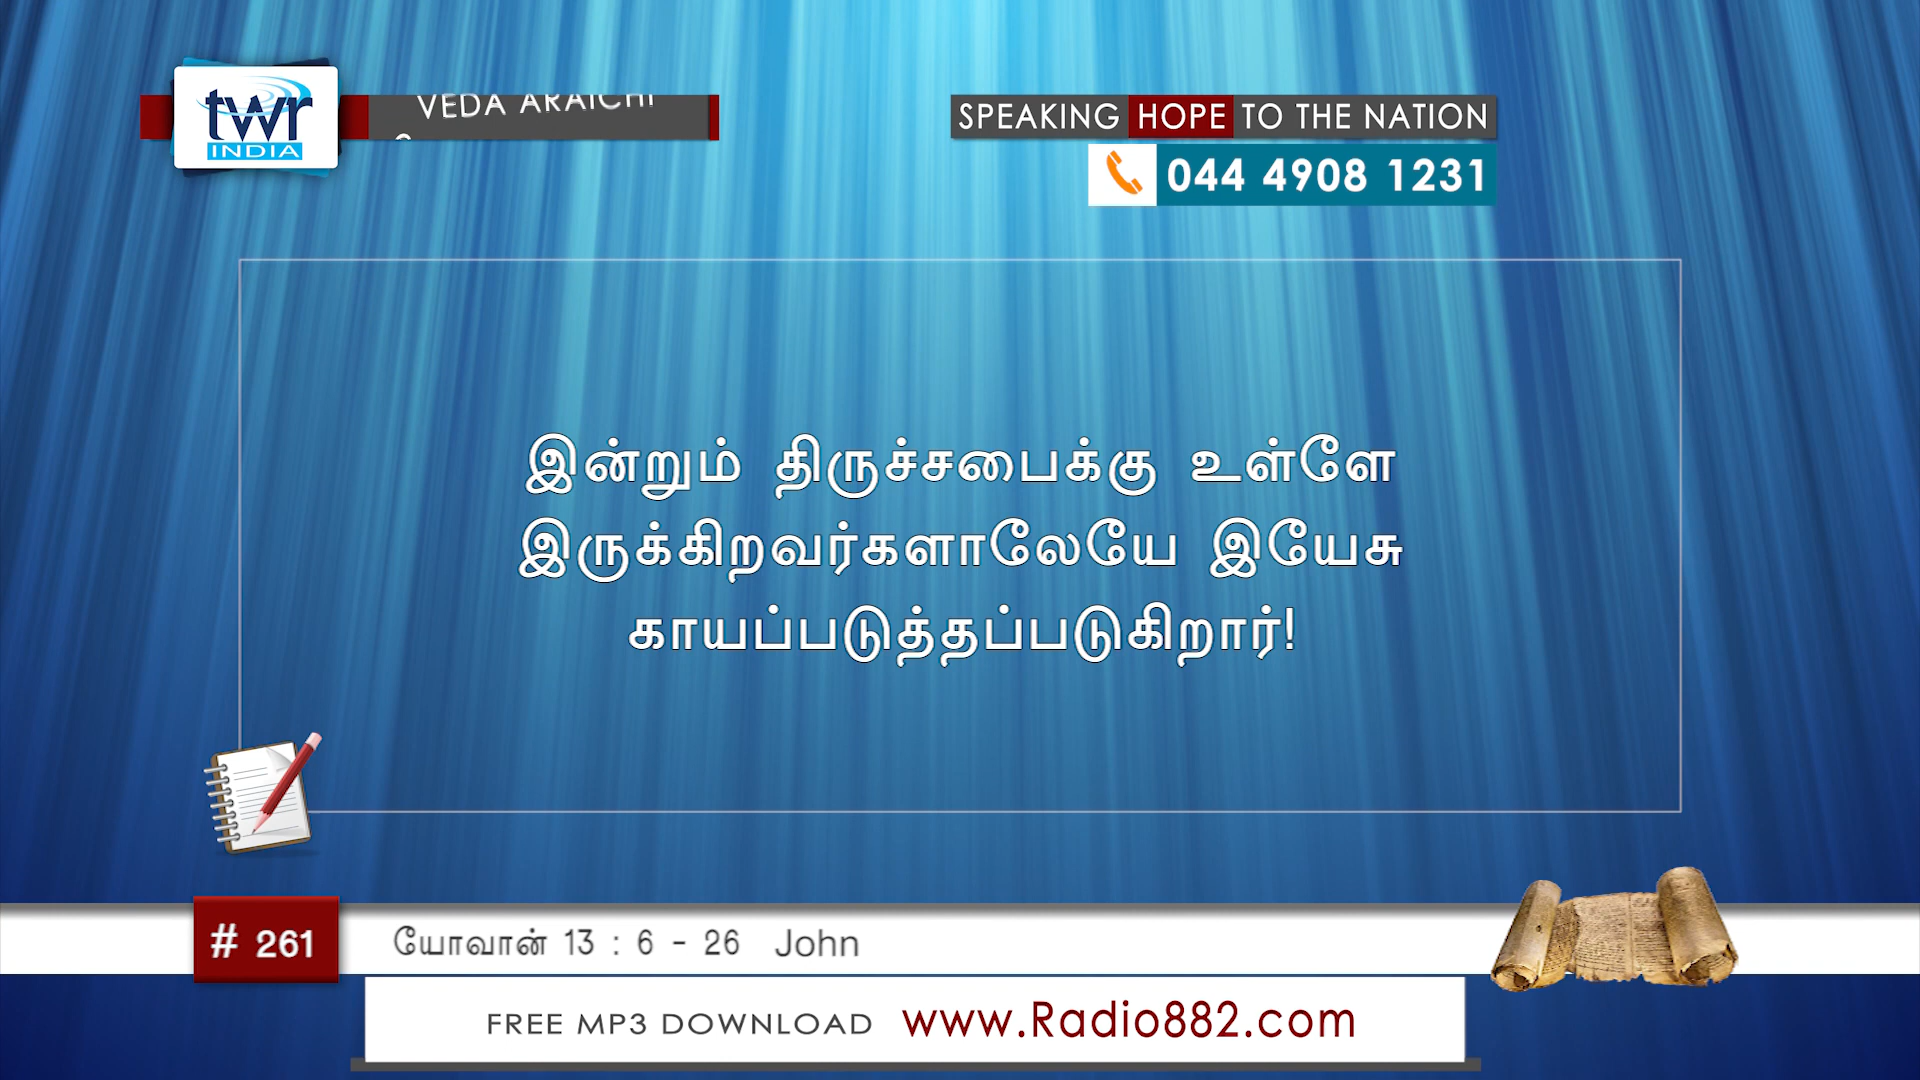 twr
INDIA
VEDA ARAICHI
SPEAKING HOPE TO THE NATION
044 4908 1231
இன்றும் திருச்சபைக்கு உள்ளே
இருக்கிறவர்களாலேயே இயேசு
காயப்படுத்தப்படுகிறார்!
# 261
யோவான் 13 : 6 - 26 John
FREE MP3 DOWNLOAD www.Radio882.com